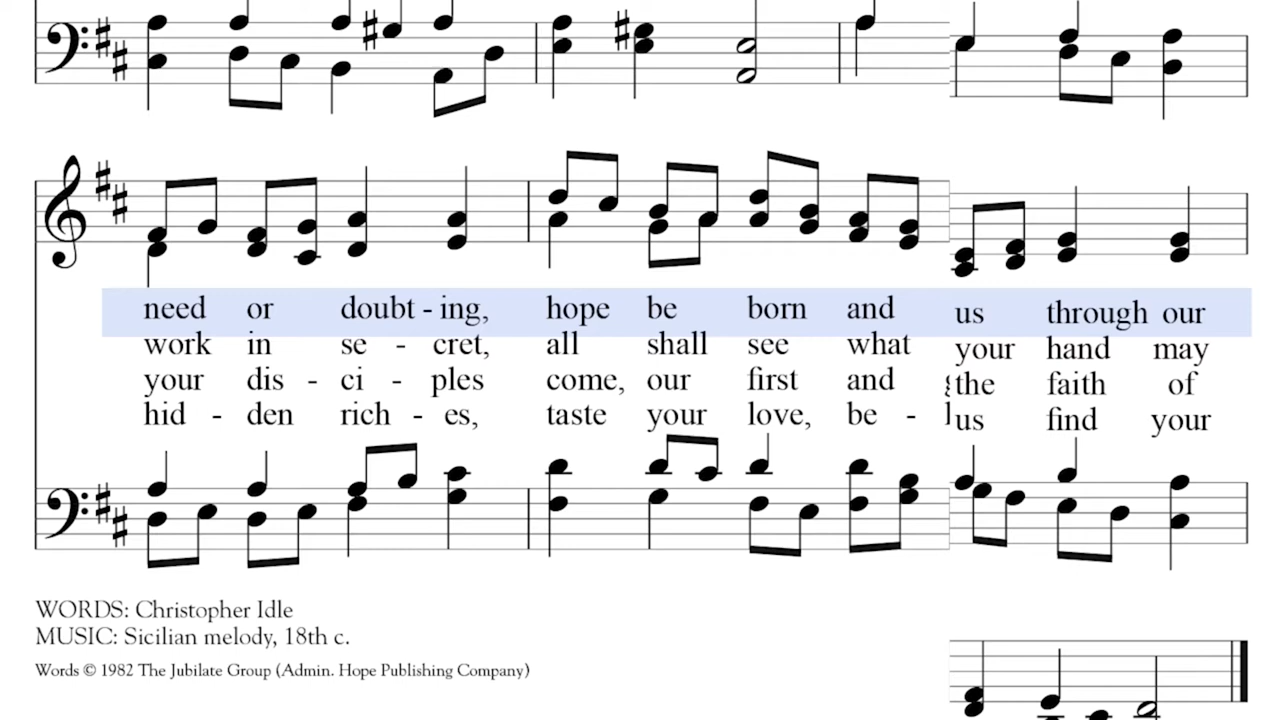 need or doubt - ing, hope be born and us through our
work in se - cret, all shall see what your hand may
your dis - ci - ples come, our first and the faith of
hid - den rich - es, taste your love, be - us find your
WORDS: Christopher Idle
MUSIC: Sicilian melody, 18th c.
Words © 1982 The Jubilate Group (Admin. Hope Publishing Company)